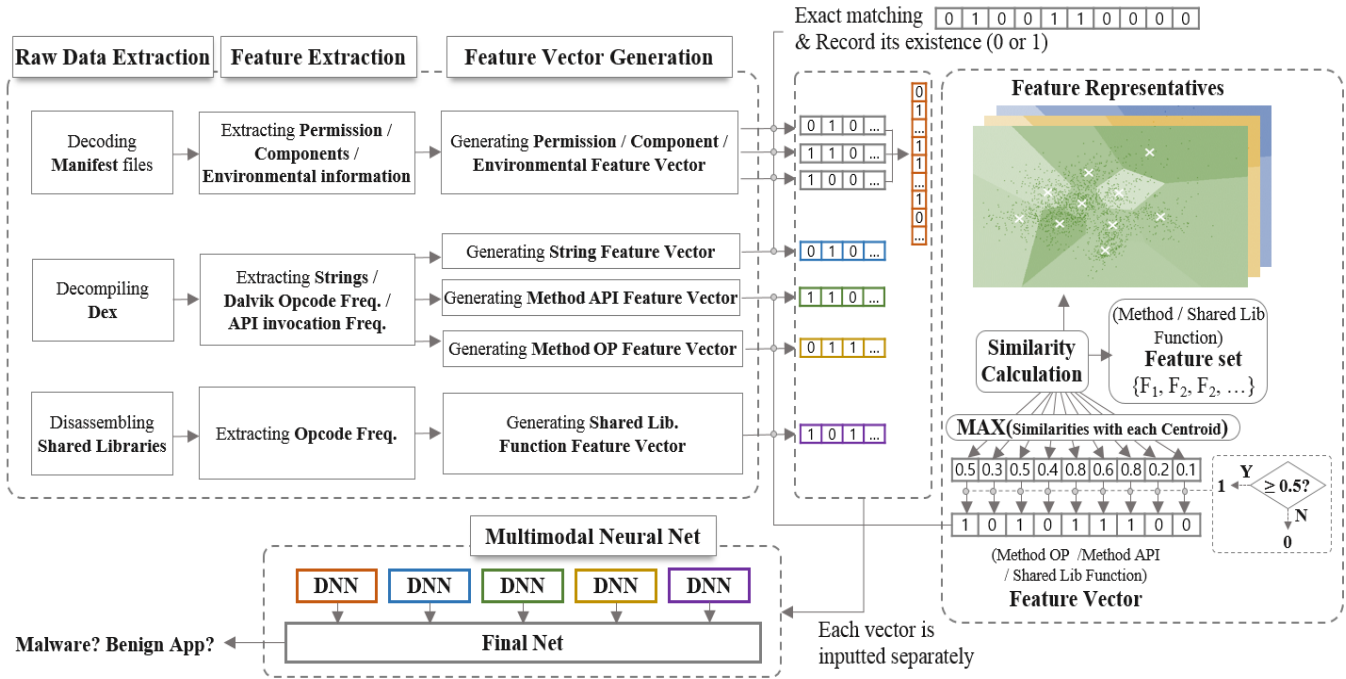 Exact matching
0 1 0 0 1 1 0 0 0 0
& Record its existence (0 or 1)
Raw Data Extraction
Feature Extraction
Feature Vector Generation
Decoding
Manifest files
Extracting Permission /
Components /
Environmental information
Generating Permission / Component /
Environmental Feature Vector
0 1 0 ...
1 1 0 ...
1 0 0 ...
0
1
...
1
1
1
...
1
0
...
Decompiling
Dex
Extracting Strings /
Dalvik Opcode Freq. /
API invocation Freq.
Generating String Feature Vector
Generating Method API Feature Vector
Generating Method OP Feature Vector
0 1 0 ...
1 1 0 ...
0 1 1 ...
Disassembling
Shared Libraries
Extracting Opcode Freq.
Generating Shared Lib.
Function Feature Vector
1 0 1 ...
Feature Representatives
Similarity
Calculation
(Method / Shared Lib
Function)
Feature set
{F1, F2, F2, …}
MAX(Similarities with each Centroid)
0.5 0.3 0.5 0.4 0.8 0.6 0.8 0.2 0.1
1 0 1 0 1 1 1 0 0
1
Y
≥ 0.5?
N
0
(Method OP /Method API
/ Shared Lib Function)
Feature Vector
Multimodal Neural Net
DNN DNN DNN DNN DNN
Final Net
Malware? Benign App?
Each vector is
inputted separately